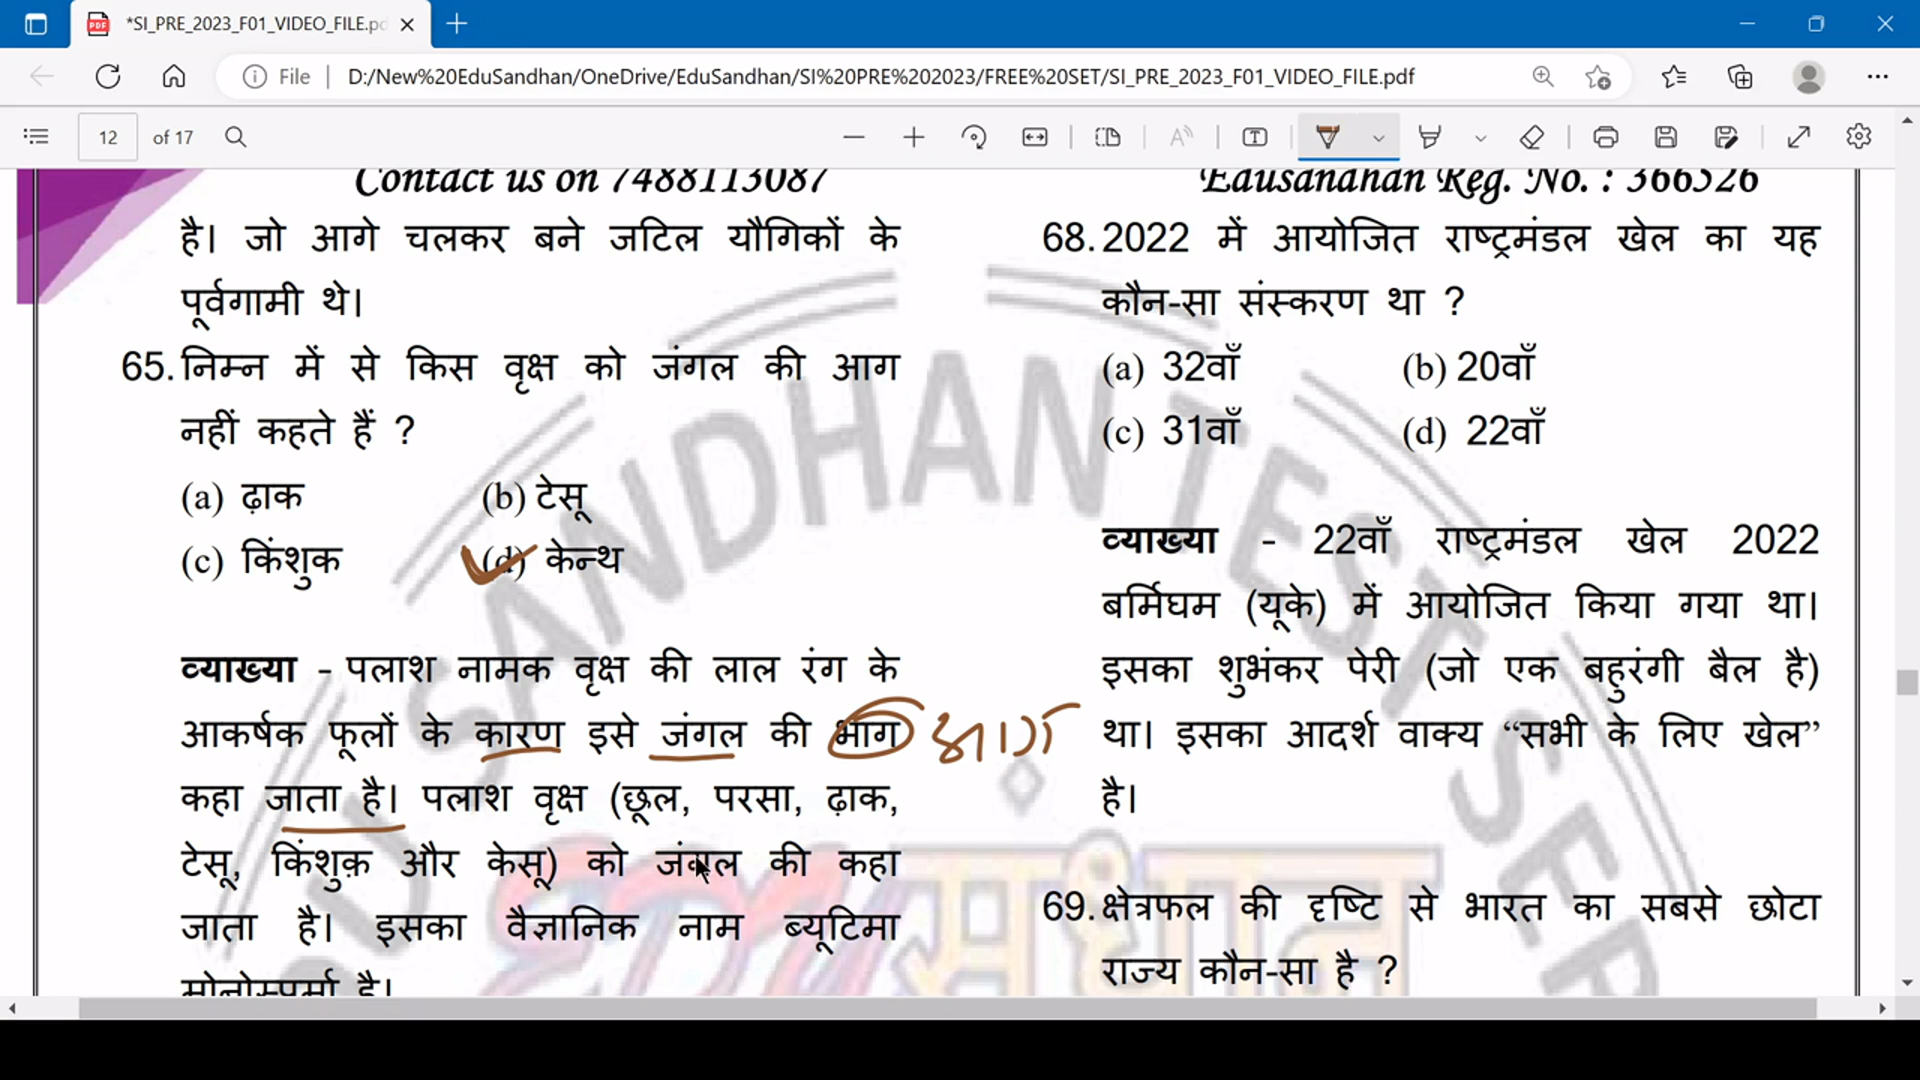 *SI_PRE_2023_F01_VIDEO_FILE.pd
File
D:/New%20EduSandhan/OneDrive/EduSandhan/SI%20PRE%202023/FREE%20SET/SI_PRE_2023_F01_VIDEO_FILE.pdf
12 of 17
Contact us on 7488113087
है। जो आगे चलकर बने जटिल यौगिकों के
पूर्वगामी थे।
65. निम्न में से किस वृक्ष को जंगल की आग
नहीं कहते हैं ?
(a) ढ़ाक (b) टेसू
(c) किंशुक (d) केन्थ
व्याख्या - पलाश नामक वृक्ष की लाल रंग के
आकर्षक फूलों के कारण इसे जंगल की भाग आग
कहा जाता है। पलाश वृक्ष (छूल, परसा, ढ़ाक,
टेसू, किंशुक़ और केसू) को जंगल की कहा
जाता है। इसका वैज्ञानिक नाम ब्यूटिमा
मोनोस्पर्मा है।
Edusandhan Reg. No. : 366526
68. 2022 में आयोजित राष्ट्रमंडल खेल का यह
कौन-सा संस्करण था ?
(a) 32वाँ (b) 20वाँ
(c) 31वाँ (d) 22वाँ
व्याख्या - 22वाँ राष्ट्रमंडल खेल 2022
बर्मिंघम (यूके) में आयोजित किया गया था।
इसका शुभंकर पेरी (जो एक बहुरंगी बैल है)
था। इसका आदर्श वाक्य “सभी के लिए खेल”
है।
69. क्षेत्रफल की दृष्टि से भारत का सबसे छोटा
राज्य कौन-सा है ?